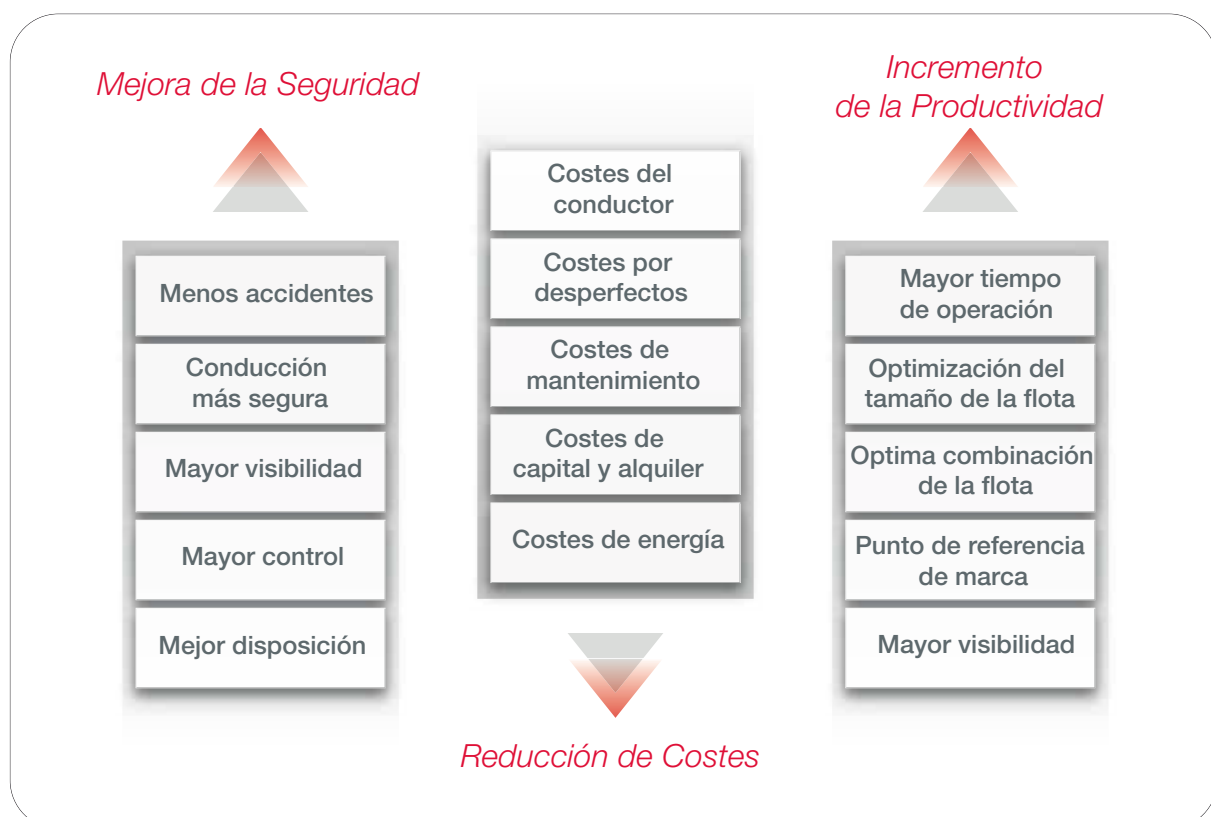 Mejora de la Seguridad
Menos accidentes
Conducción
más segura
Mayor visibilidad
Mayor control
Mejor disposición
Costes del
conductor
Costes por
desperfectos
Costes de
mantenimiento
Costes de
capital y alquiler
Costes de energía
Reducción de Costes
Incremento
de la Productividad
Mayor tiempo
de operación
Optimización del
tamaño de la flota
Optima combinación
de la flota
Punto de referencia
de marca
Mayor visibilidad